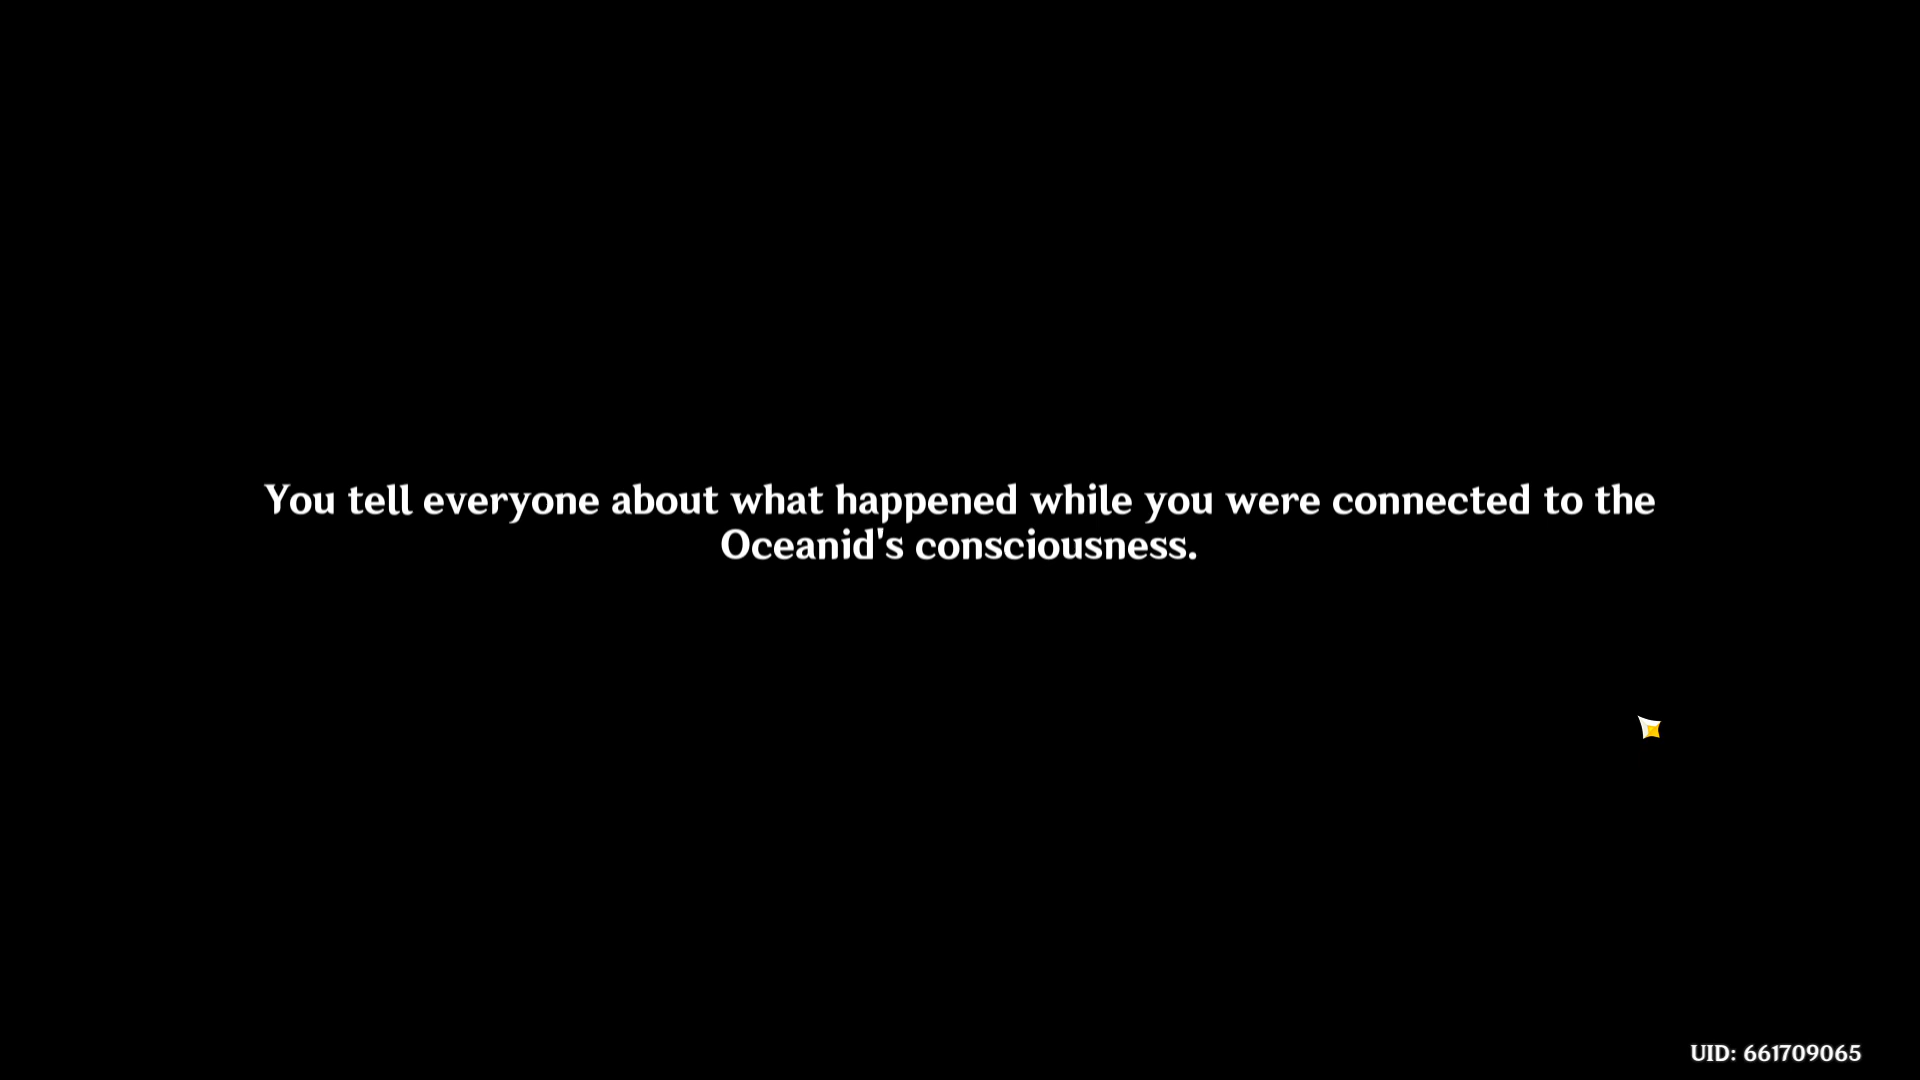 You tell everyone about what happened while you were connected to the
Oceanid's consciousness.
UID: 661709065